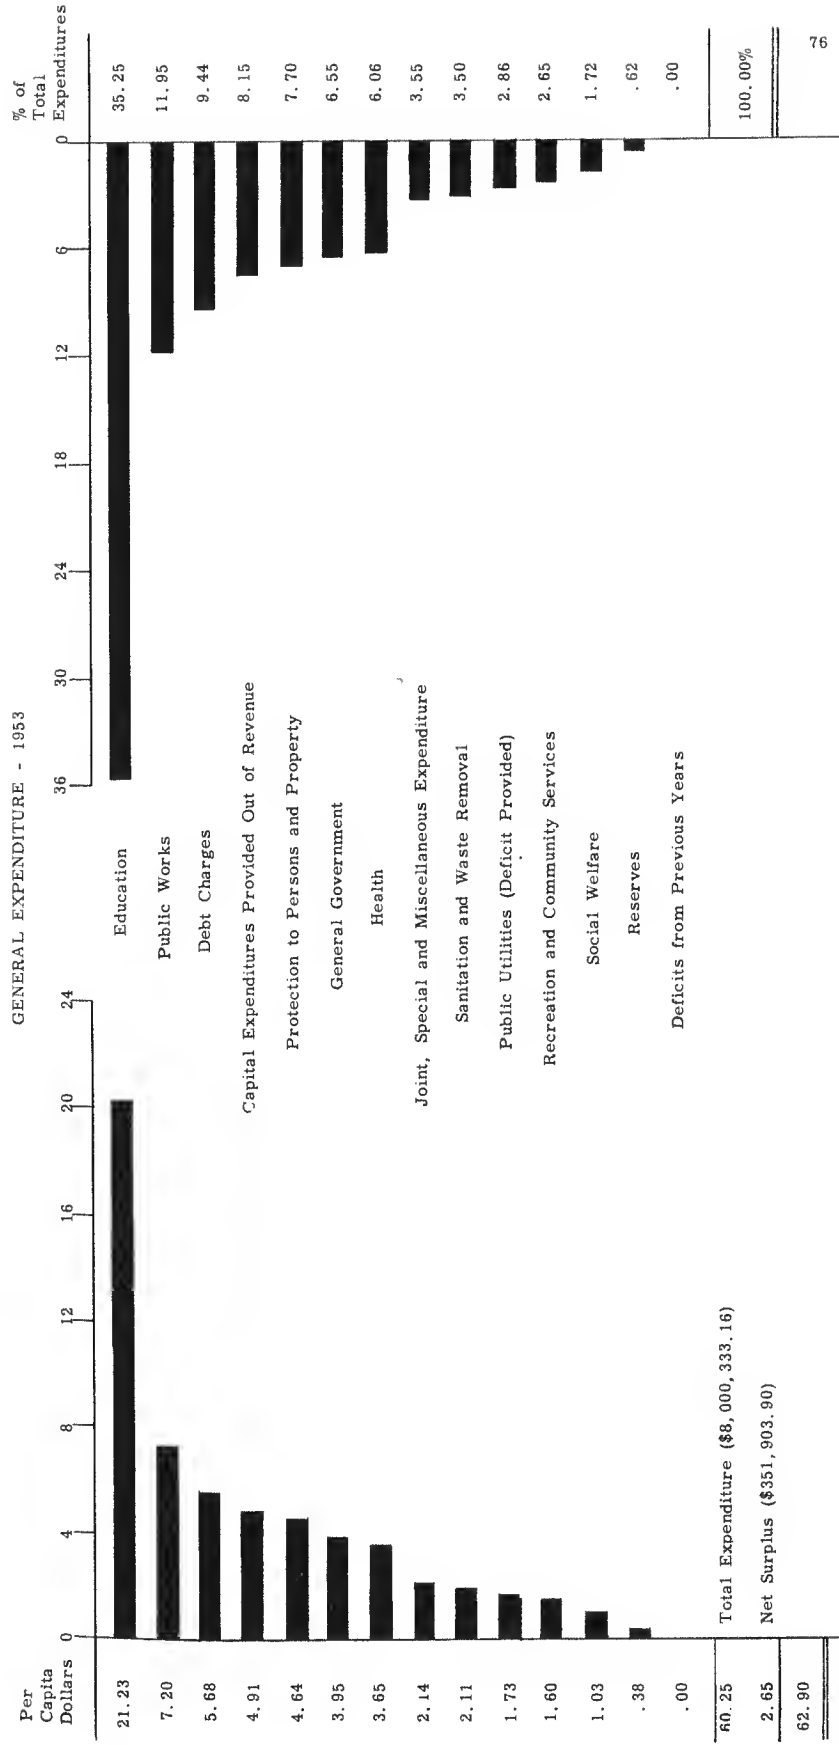 GENERAL EXPENDITURE - 1953
Per % of
Capita Total
Dollars 0 4 8 12 16 20 24 36 30 24 18 12 6 0 Expenditures
21.23 Education 35.25
7.20 Public Works 11.95
5.68 Debt Charges 9.44
4.91 Capital Expenditures Provided Out of Revenue 8.15
4.64 Protection to Persons and Property 7.70
3.95 General Government 6.55
3.65 Health 6.06
2.14 Joint, Special and Miscellaneous Expenditure 3.55
2.11 Sanitation and Waste Removal 3.50
1.73 Public Utilities (Deficit Provided) 2.86
1.60 Recreation and Community Services 2.65
1.03 Social Welfare 1.72
.38 Reserves .62
.00 Deficits from Previous Years .00
60.25 Total Expenditure ($8,000,333.16) 100.00%
2.65 Net Surplus ($351,903.90)
62.90
76